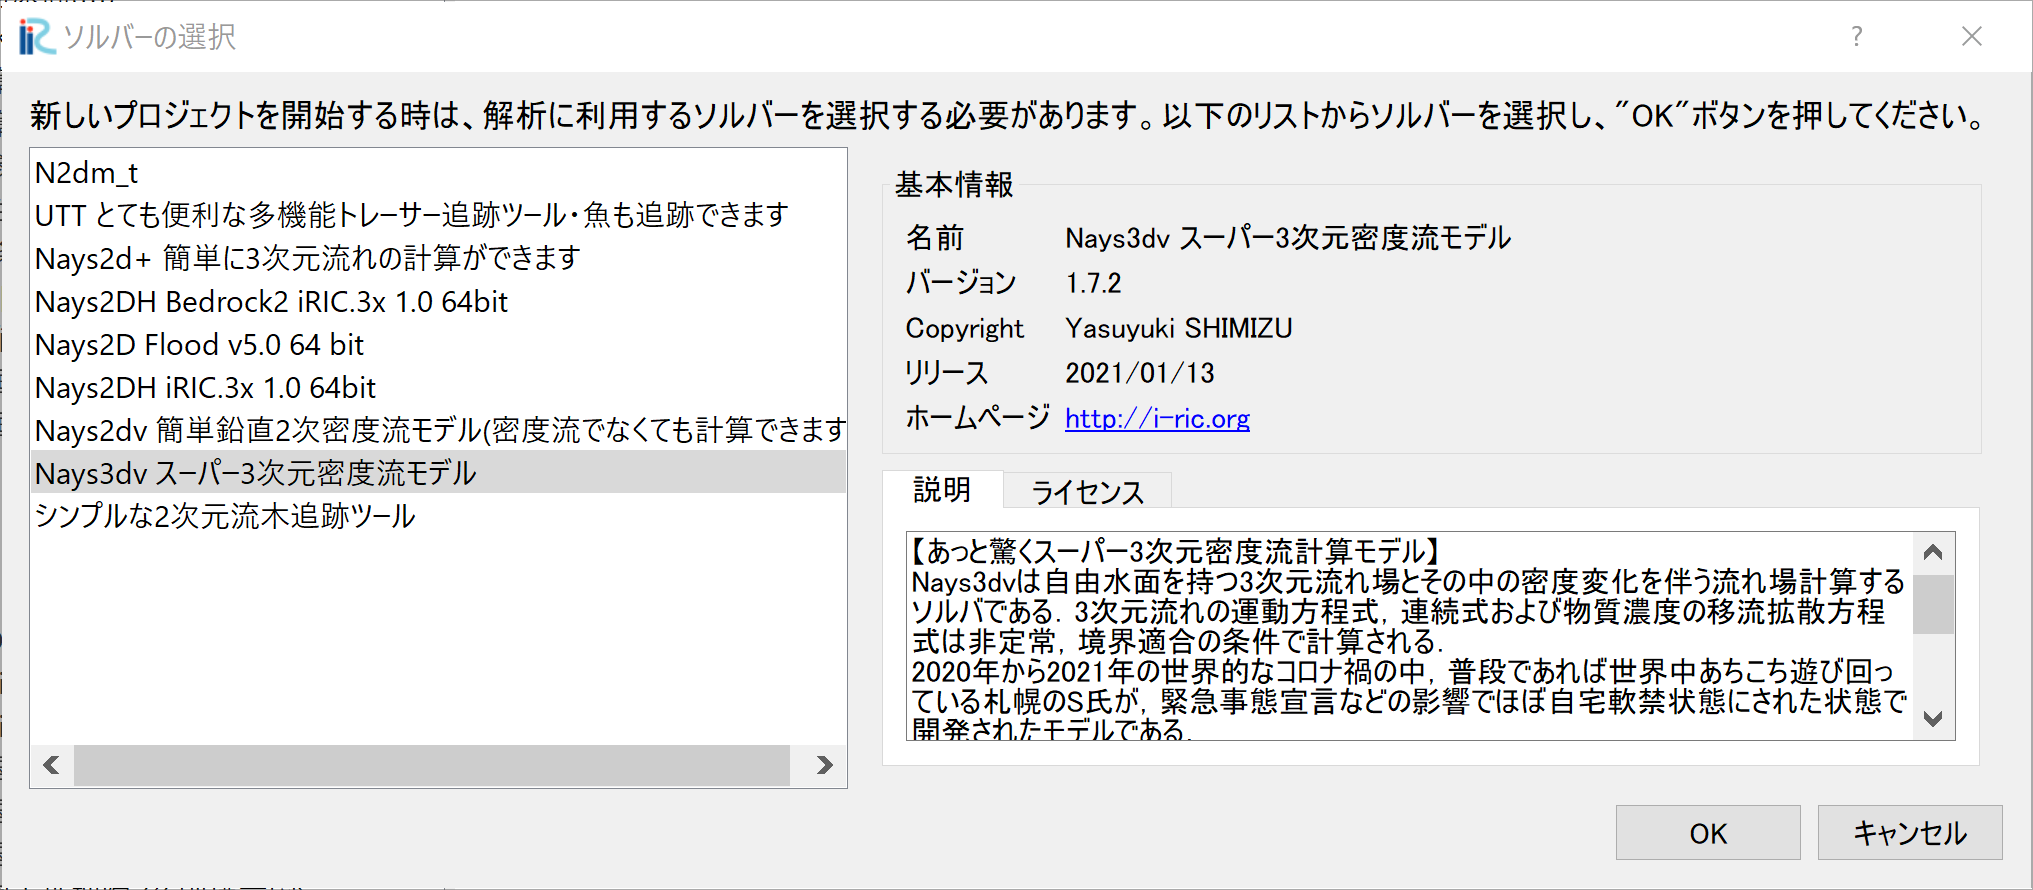 iRIC
ソルバーの選択
?
新しいプロジェクトを開始する時は、解析に利用するソルバーを選択する必要があります。以下のリストからソルバーを選択し、"OK"ボタンを押してください。
N2dm_t
UTT とても便利な多機能トレーサー追跡ツール・魚も追跡できます
Nays2d+ 簡単に3次元流れの計算ができます
Nays2DH Bedrock2 iRIC.3x 1.0 64bit
Nays2D Flood v5.0 64 bit
Nays2DH iRIC.3x 1.0 64bit
Nays2dv 簡単鉛直2次密度流モデル(密度流でなくても計算できます
Nays3dv スーパー3次元密度流モデル
シンプルな2次元流木追跡ツール
基本情報
名前 Nays3dv スーパー3次元密度流モデル
バージョン 1.7.2
Copyright Yasuyuki SHIMIZU
リリース 2021/01/13
ホームページ http://i-ric.org
説明 ライセンス
【あっと驚くスーパー3次元密度流計算モデル】
Nays3dvは自由水面を持つ3次元流れ場とその中の密度変化を伴う流れ場計算する
ソルバである．3次元流れの運動方程式，連続式および物質濃度の移流拡散方程
式は非定常，境界適合の条件で計算される．
2020年から2021年の世界的なコロナ禍の中，普段であれば世界中あちこち遊び回っ
ている札幌のS氏が，緊急事態宣言などの影響でほぼ自宅軟禁状態にされた状態で
開発されたモデルである．
OK キャンセル